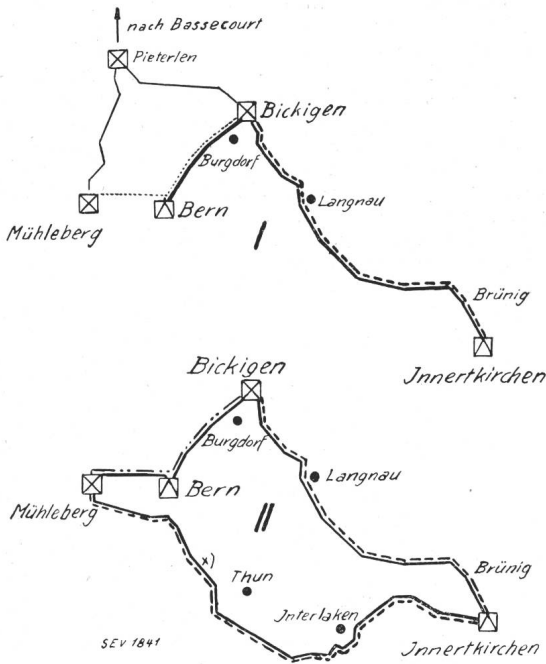 nach Bassecourt
Pieterlen
Bickigen
Burgdorf
Mühleberg
Bern
Langnau
I
Brünig
Jnnertkirchen
Bickigen
Burgdorf
Langnau
Mühleberg
Bern
II
Brünig
x)
Thun
Jnterlaken
Jnnertkirchen
SEV 1841